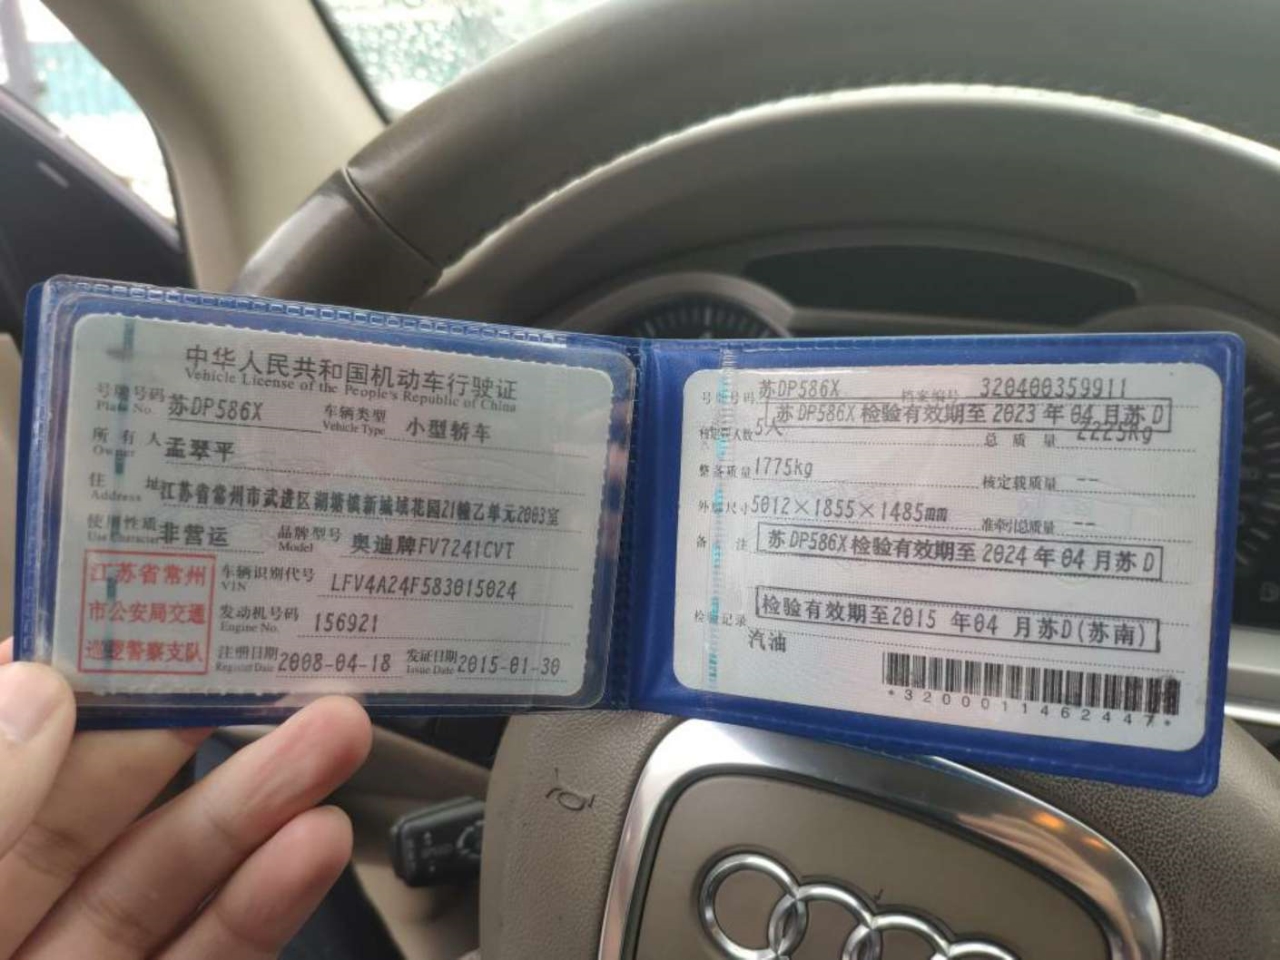 中华人民共和国机动车行驶证
Vehicle License of the People's Republic of China
号牌号码 苏DP586X 车辆类型 小型轿车
Plate No. Vehicle Type
所有人 孟翠平
Owner
住址 江苏省常州市武进区湖塘镇新城域花园21幢乙单元2003室
Address
使用性质 非营运 品牌型号 奥迪牌FV7241CVT
Use Character Model
江苏省常州
市公安局交通
巡逻警察支队
车辆识别代号 LFV4A24F583015024
VIN
发动机号码 156921
Engine No.
注册日期 2008-04-18 发证日期 2015-01-30
Register Date Issue Date
号牌号码 苏DP586X 档案编号 320400359911
苏DP586X检验有效期至2023年04月苏D
核定载人数 5人 总质量 2225kg
整备质量 1775kg 核定载质量 --
外廓尺寸 5012×1855×1485mm 准牵引总质量 --
备注 苏DP586X检验有效期至2024年04月苏D
检验记录 检验有效期至2015年04月苏D(苏南)
汽油
*3200011462447*